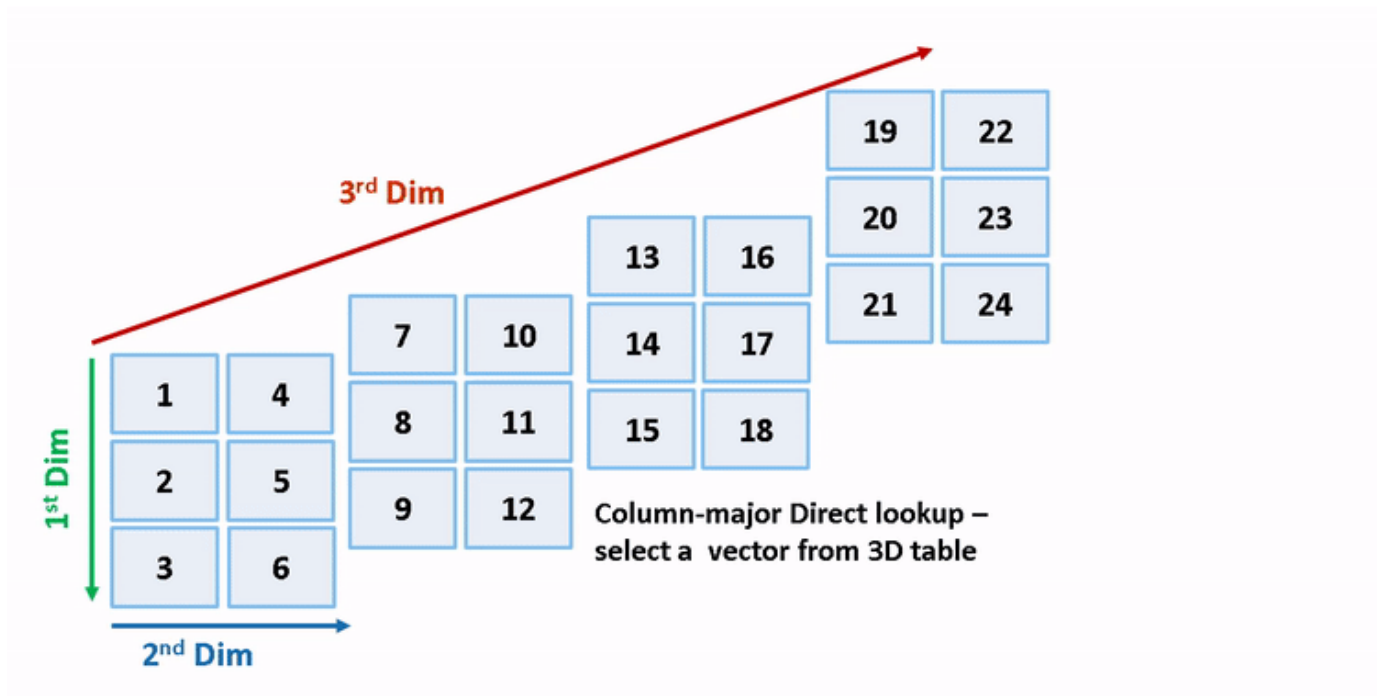 19 22
3rd Dim
20 23
13 16
21 24
7 10
14 17
1 4
8 11
15 18
2 5
9 12
1st Dim
Column-major Direct lookup –
select a vector from 3D table
3 6
2nd Dim